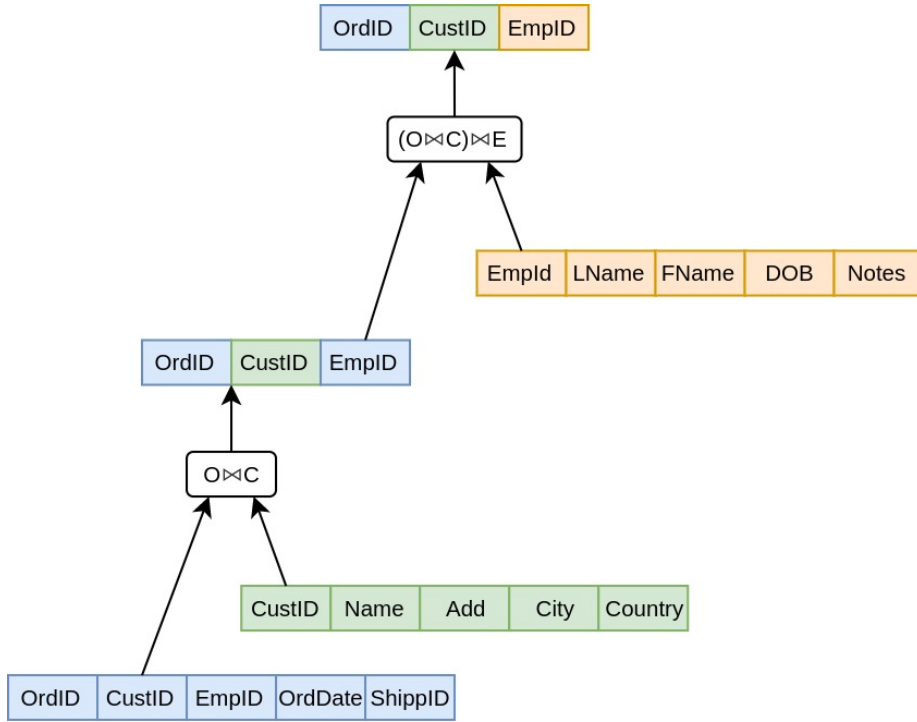 OrdID CustID EmpID
(O⋈C)⋈E
EmpId LName FName DOB Notes
OrdID CustID EmpID
O⋈C
CustID Name Add City Country
OrdID CustID EmpID OrdDate ShippID